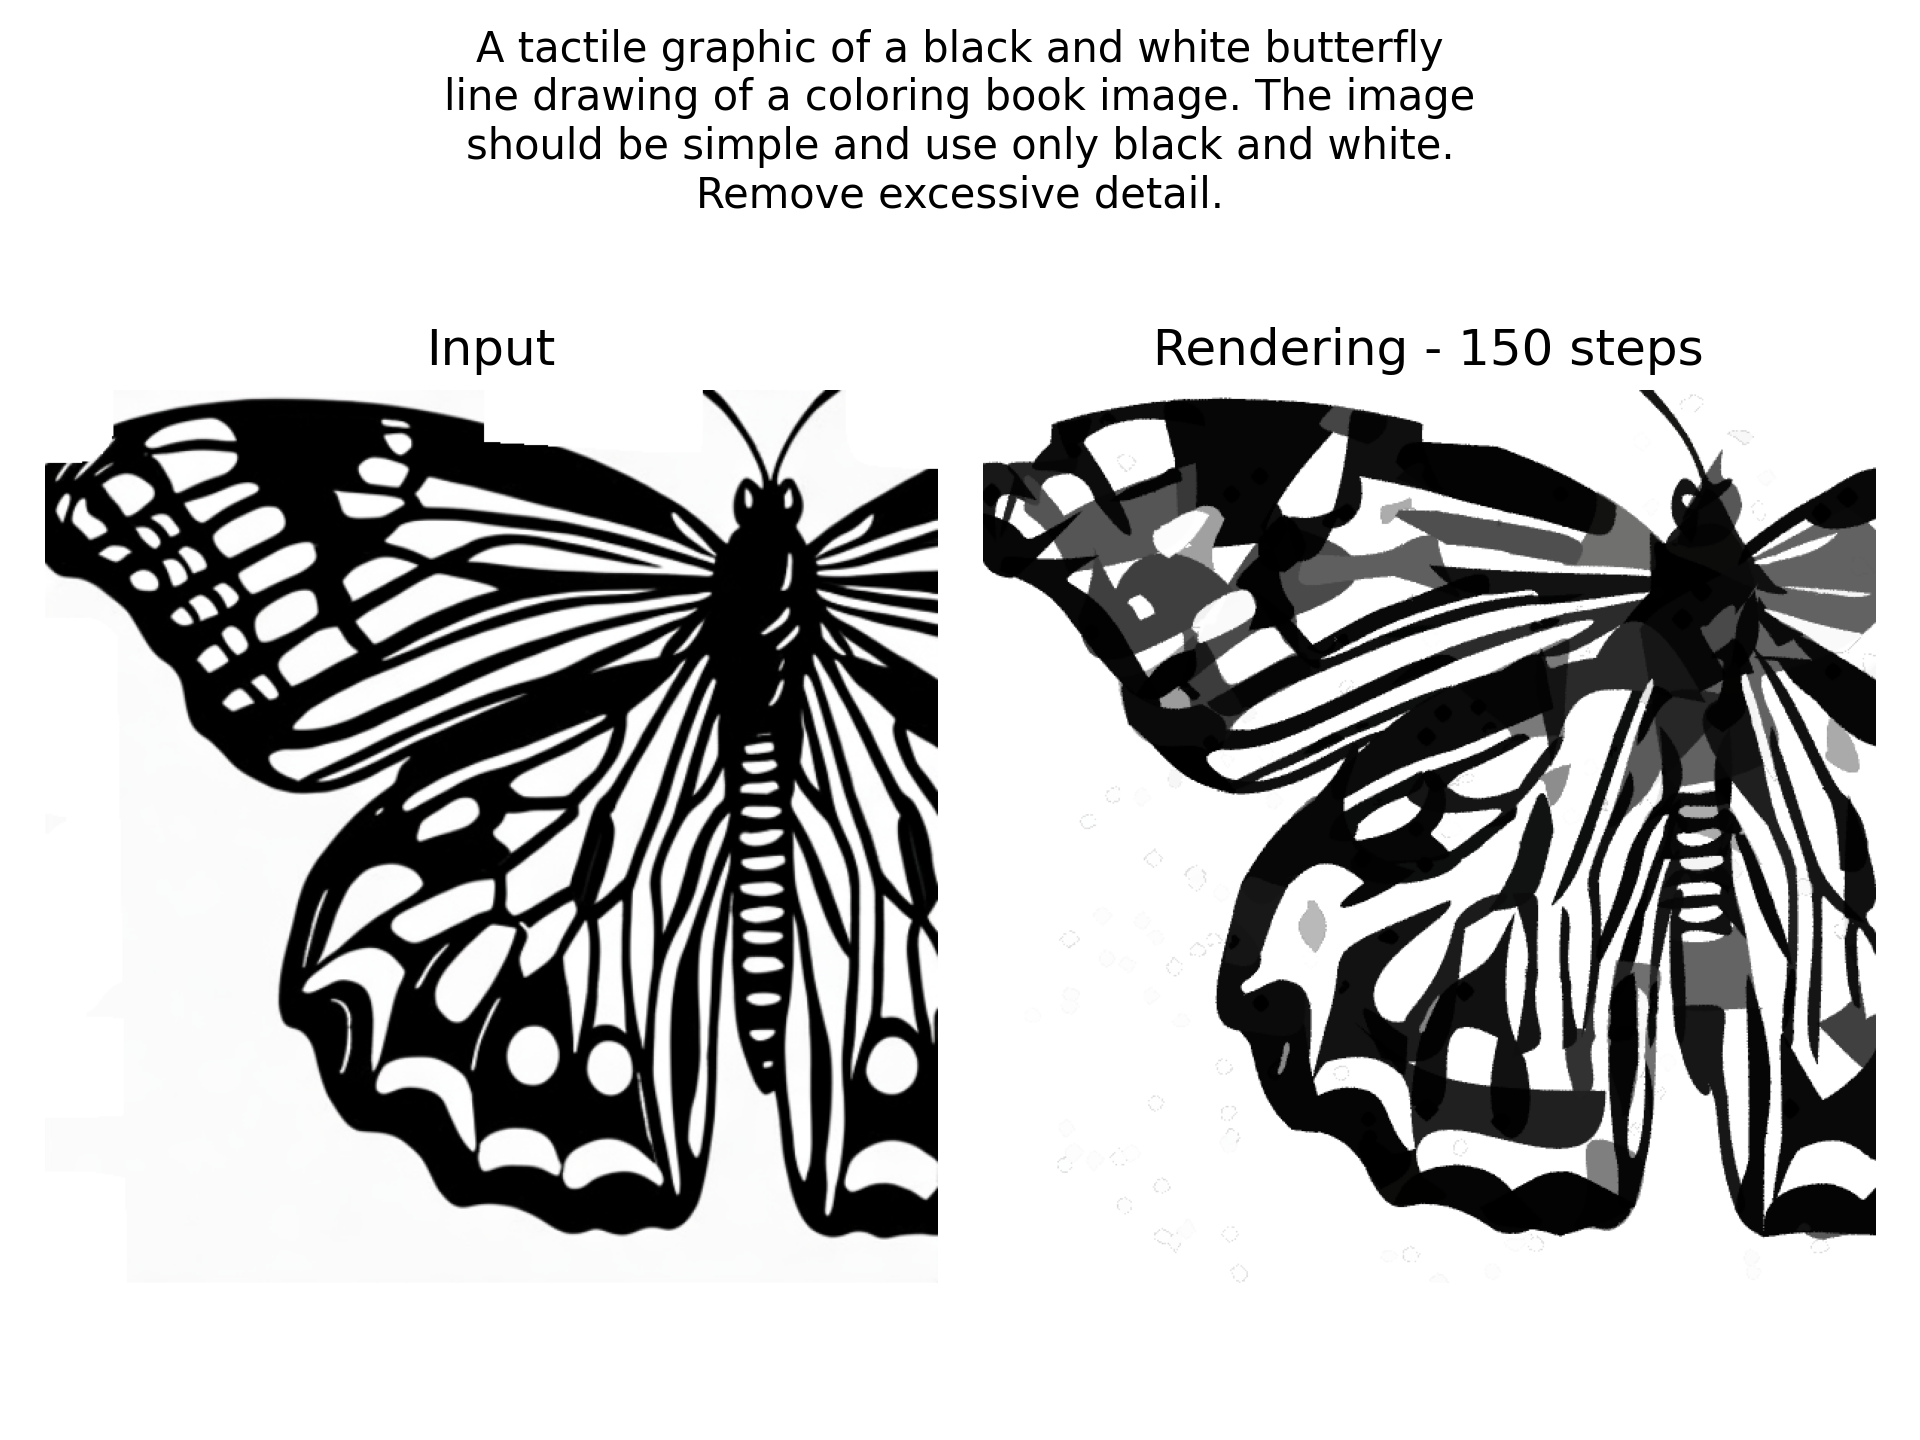 A tactile graphic of a black and white butterfly
line drawing of a coloring book image. The image
should be simple and use only black and white.
Remove excessive detail.
Input
Rendering - 150 steps